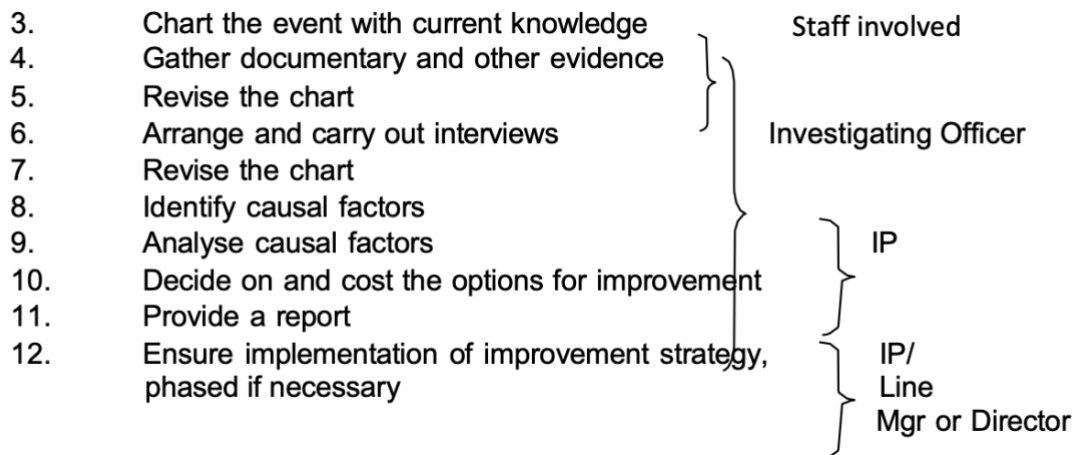 3. Chart the event with current knowledge Staff involved
4. Gather documentary and other evidence
5. Revise the chart
6. Arrange and carry out interviews Investigating Officer
7. Revise the chart
8. Identify causal factors
9. Analyse causal factors IP
10. Decide on and cost the options for improvement
11. Provide a report
12. Ensure implementation of improvement strategy, IP/
phased if necessary Line
Mgr or Director